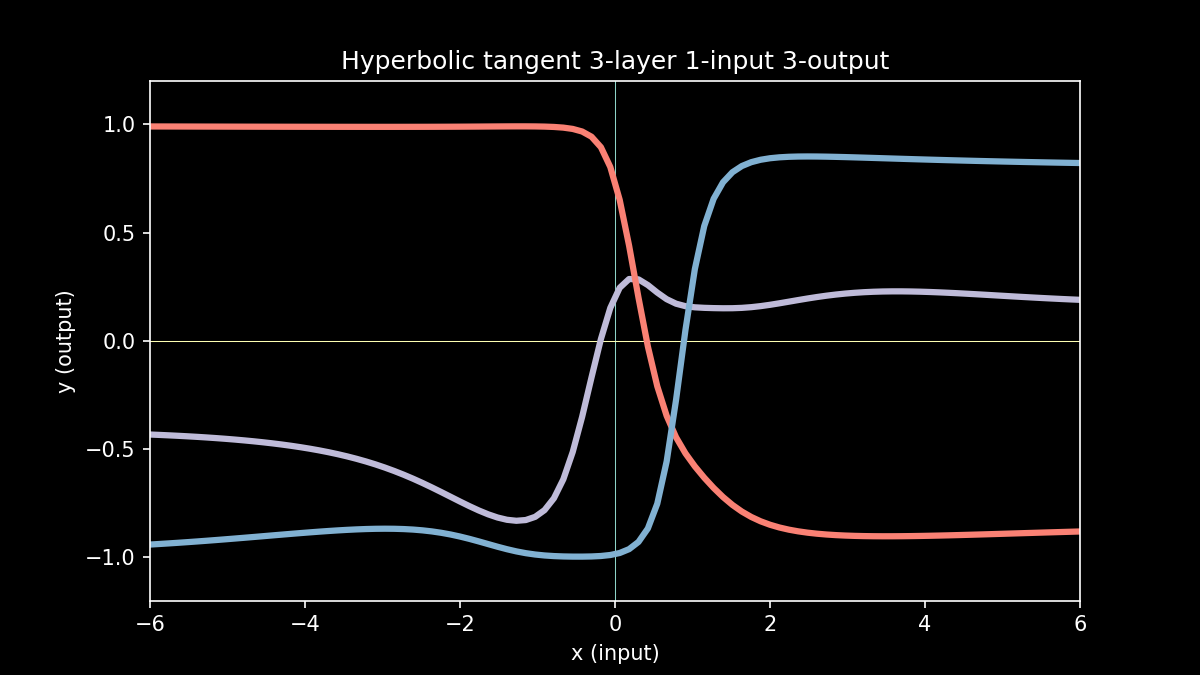 Hyperbolic tangent 3-layer 1-input 3-output
1.0
0.5
0.0
−0.5
−1.0
y (output)
−6 −4 −2 0 2 4 6
x (input)